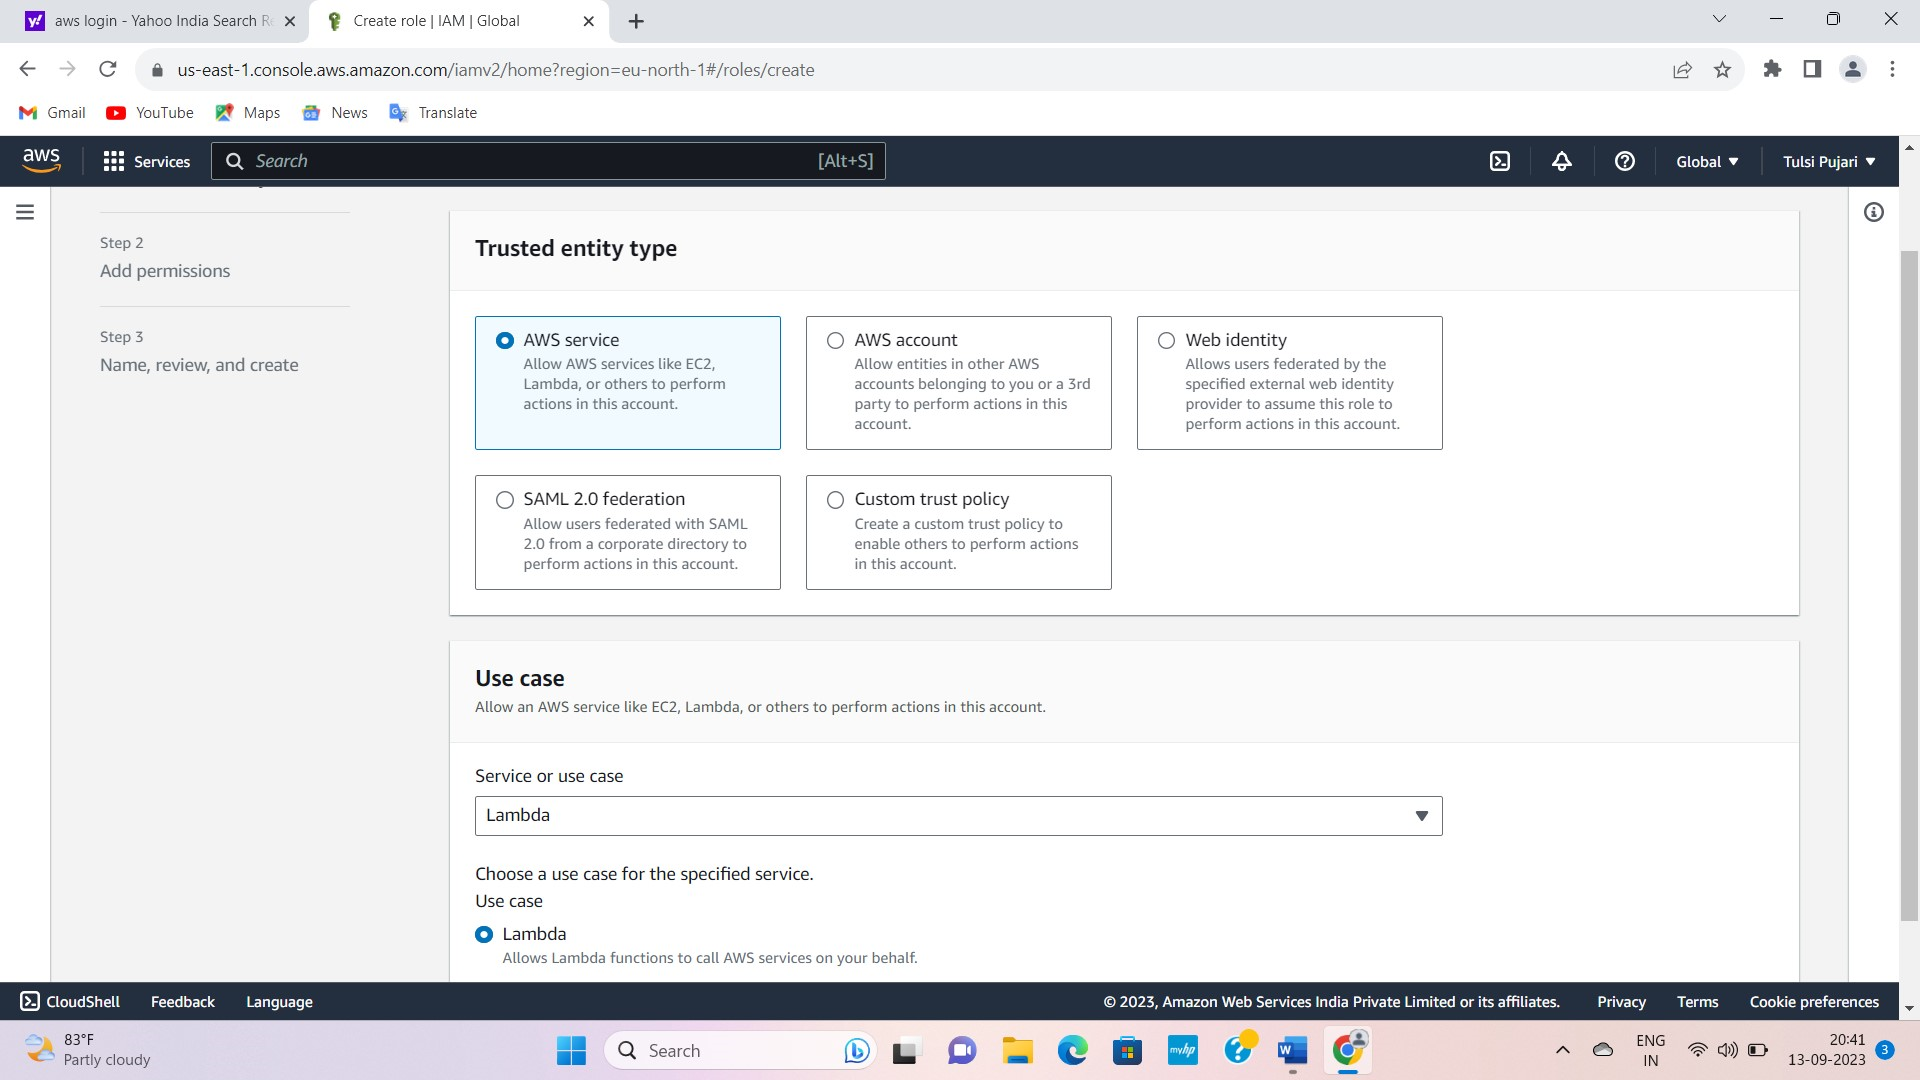 aws login - Yahoo India Search Re
Create role | IAM | Global
us-east-1.console.aws.amazon.com/iamv2/home?region=eu-north-1#/roles/create
Gmail
YouTube
Maps
News
Translate
aws
Services
Search
[Alt+S]
Global
Tulsi Pujari
Step 2
Add permissions
Step 3
Name, review, and create
Trusted entity type
AWS service
Allow AWS services like EC2,
Lambda, or others to perform
actions in this account.
AWS account
Allow entities in other AWS
accounts belonging to you or a 3rd
party to perform actions in this
account.
Web identity
Allows users federated by the
specified external web identity
provider to assume this role to
perform actions in this account.
SAML 2.0 federation
Allow users federated with SAML
2.0 from a corporate directory to
perform actions in this account.
Custom trust policy
Create a custom trust policy to
enable others to perform actions
in this account.
Use case
Allow an AWS service like EC2, Lambda, or others to perform actions in this account.
Service or use case
Lambda
Choose a use case for the specified service.
Use case
Lambda
Allows Lambda functions to call AWS services on your behalf.
CloudShell
Feedback
Language
© 2023, Amazon Web Services India Private Limited or its affiliates.
Privacy
Terms
Cookie preferences
83°F
Partly cloudy
Search
myhp
ENG
IN
20:41
13-09-2023
3